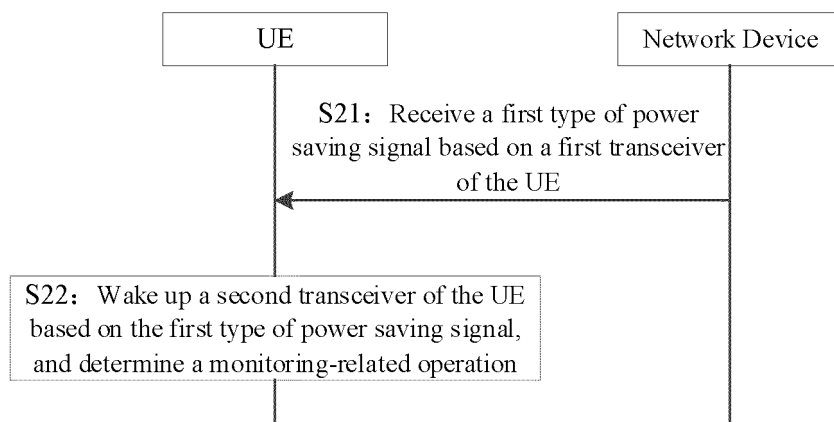 UE
Network Device
S21： Receive a first type of power
saving signal based on a first transceiver
of the UE
S22： Wake up a second transceiver of the UE
based on the first type of power saving signal,
and determine a monitoring-related operation